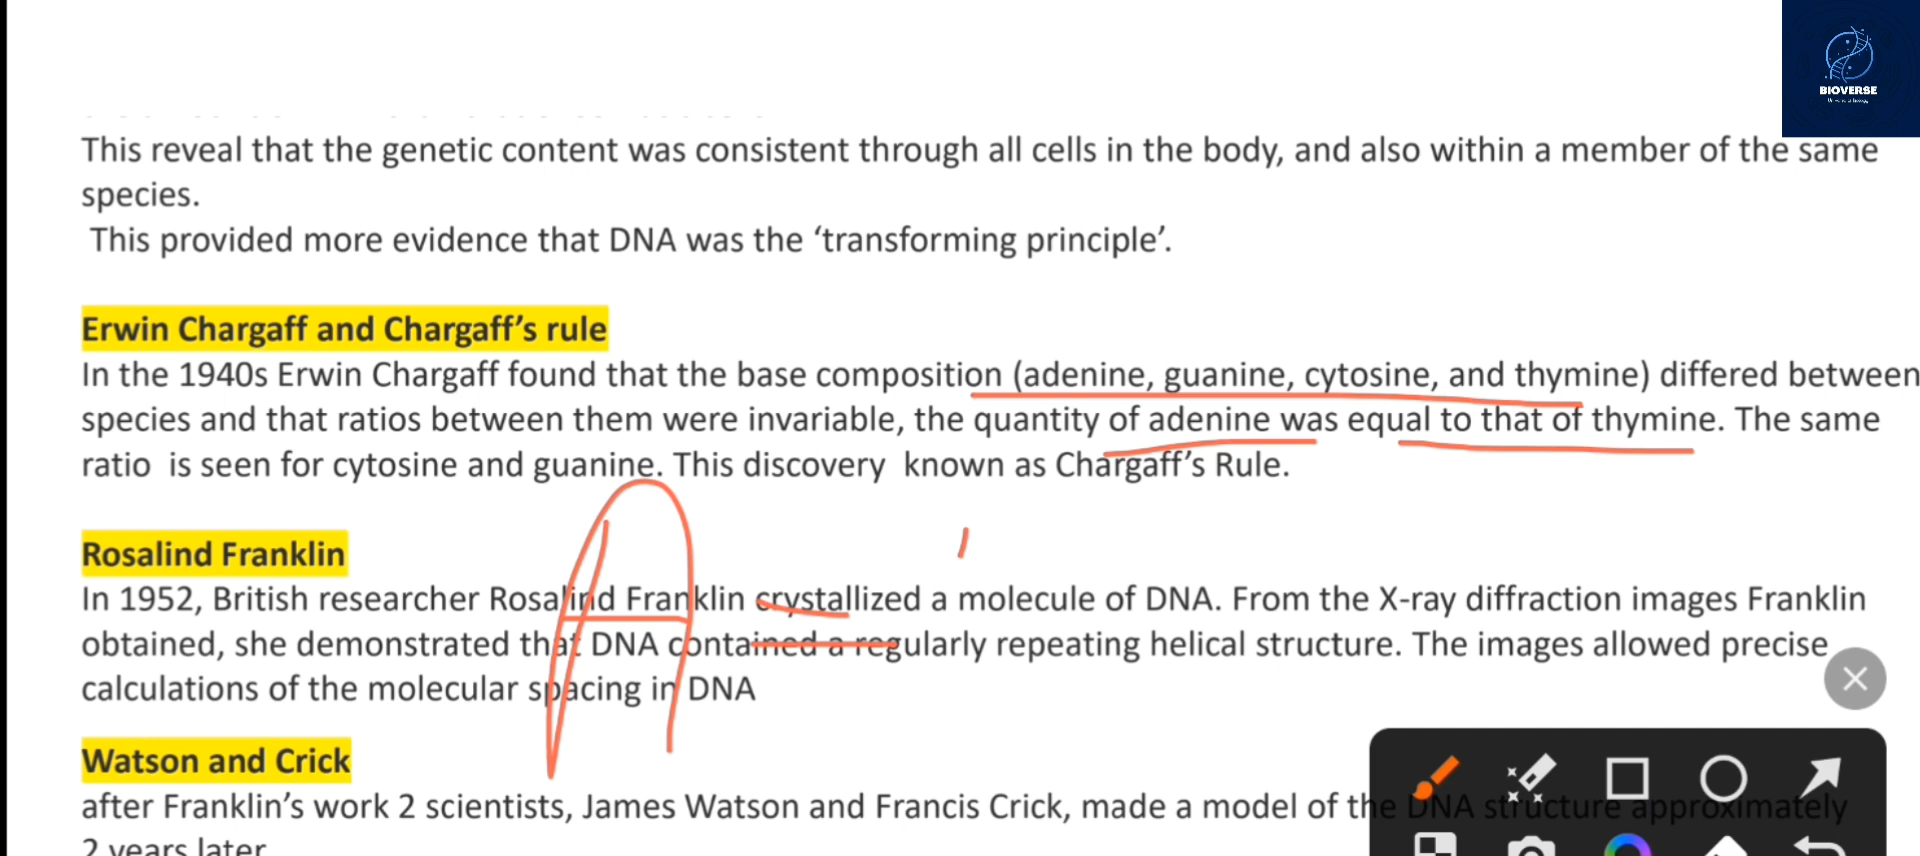 BIOVERSE
This reveal that the genetic content was consistent through all cells in the body, and also within a member of the same
species.
This provided more evidence that DNA was the ‘transforming principle’.
Erwin Chargaff and Chargaff’s rule
In the 1940s Erwin Chargaff found that the base composition (adenine, guanine, cytosine, and thymine) differed between
species and that ratios between them were invariable, the quantity of adenine was equal to that of thymine. The same
ratio is seen for cytosine and guanine. This discovery known as Chargaff’s Rule.
A
Rosalind Franklin
In 1952, British researcher Rosalind Franklin crystallized a molecule of DNA. From the X-ray diffraction images Franklin
obtained, she demonstrated that DNA contained a regularly repeating helical structure. The images allowed precise
calculations of the molecular spacing in DNA
Watson and Crick
after Franklin’s work 2 scientists, James Watson and Francis Crick, made a model of the DNA structure approximately
2 years later